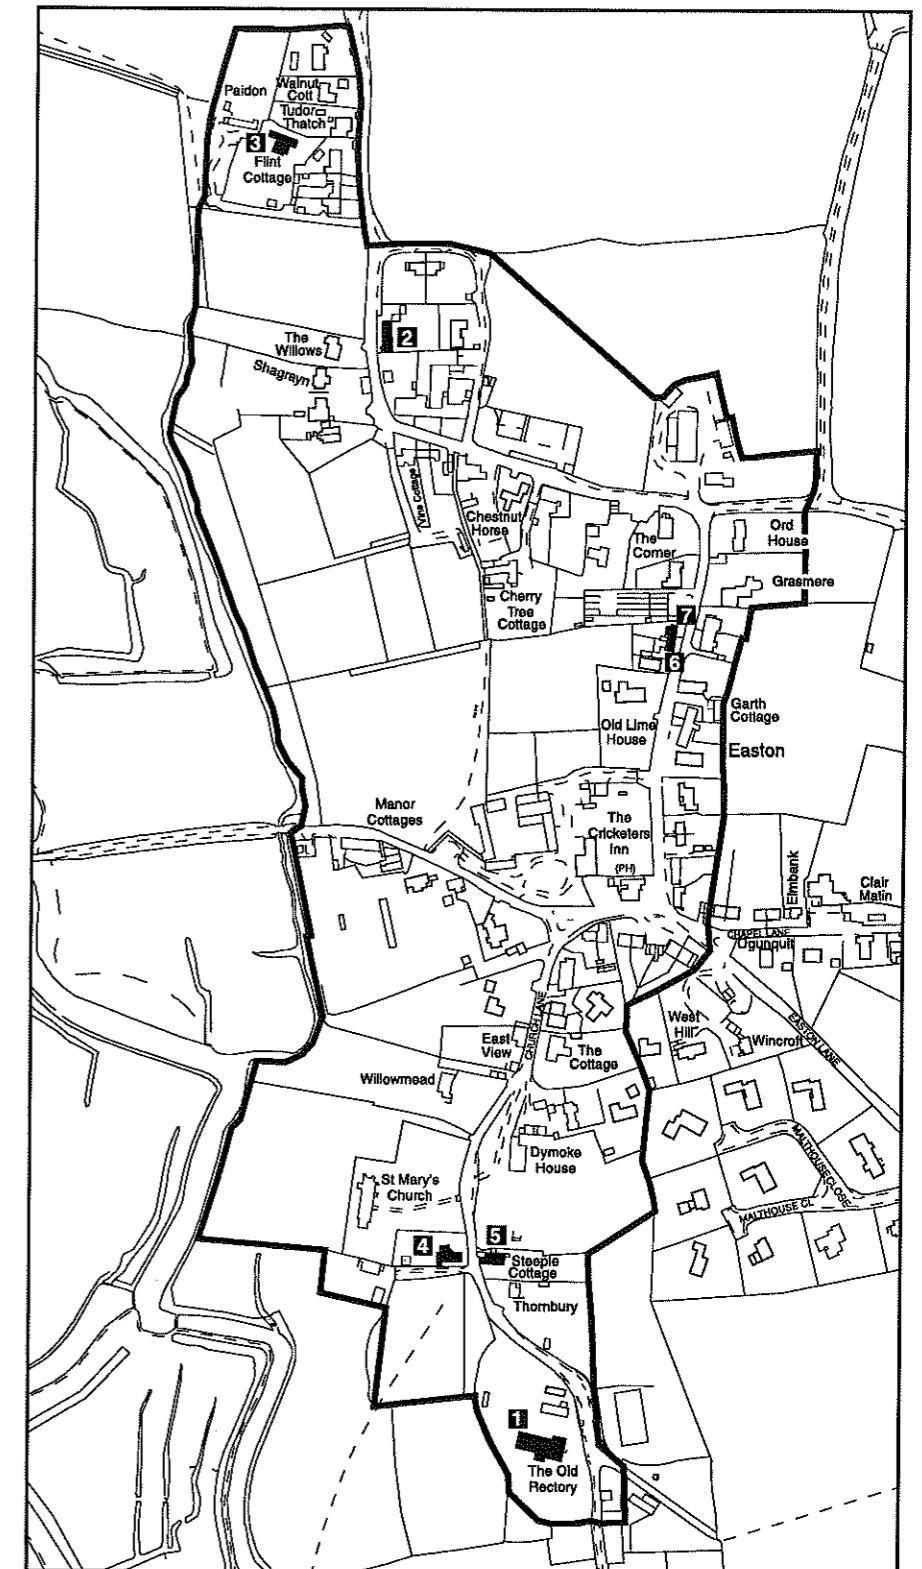 Paidon
Walnut
Cott
Tudor
Thatch
3
Flint
Cottage
2
The
Willows
Shagrayn
Vine Cottage
Chestnut
Horse
The
Corner
Ord
House
Grasmere
Cherry
Tree
Cottage
7
6
Old Lime
House
Garth
Cottage
Easton
Manor
Cottages
The
Cricketers
Inn
(PH)
Elmbank
Clair
Matin
CHAPEL LANE
Ogunquit
CHURCH LANE
East
View
The
Cottage
West
Hill
Wincroft
EASTON LANE
Willowmead
Dymoke
House
MALTHOUSE CLOSE
MALTHOUSE CL
St Mary's
Church
4
5
Steeple
Cottage
Thornbury
1
The Old
Rectory